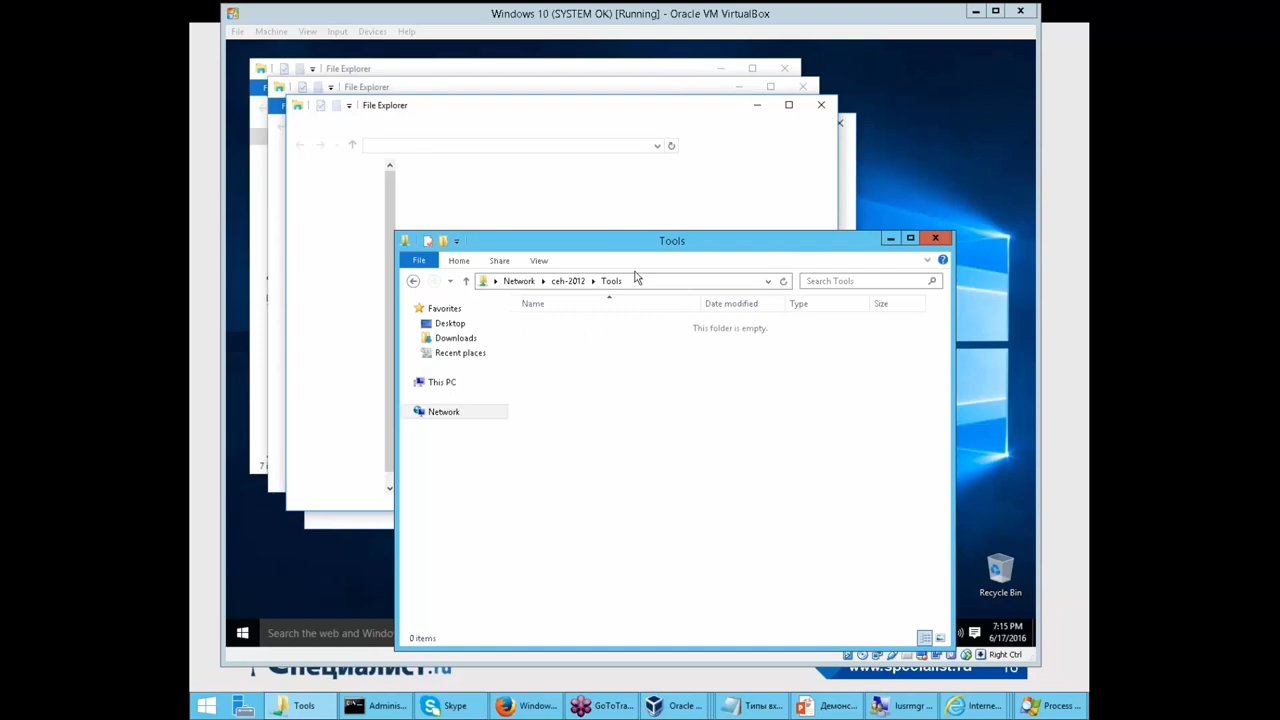 Windows 10 (SYSTEM OK) [Running] - Oracle VM VirtualBox
File Machine View Input Devices Help
File Explorer
File Explorer
File Explorer
Tools
File Home Share View
Network ceh-2012 Tools
Search Tools
Name Date modified Type Size
This folder is empty.
Favorites
Desktop
Downloads
Recent places
This PC
Network
0 items
Recycle Bin
Search the web and Windo
7:15 PM
6/17/2016
Right Ctrl
Специалист.ru
www.specialist.ru
Tools
Adminis...
Skype
Window...
GoToTra...
Oracle ...
Типы вх...
Демонс...
lusrmgr ...
Interne...
Process ...